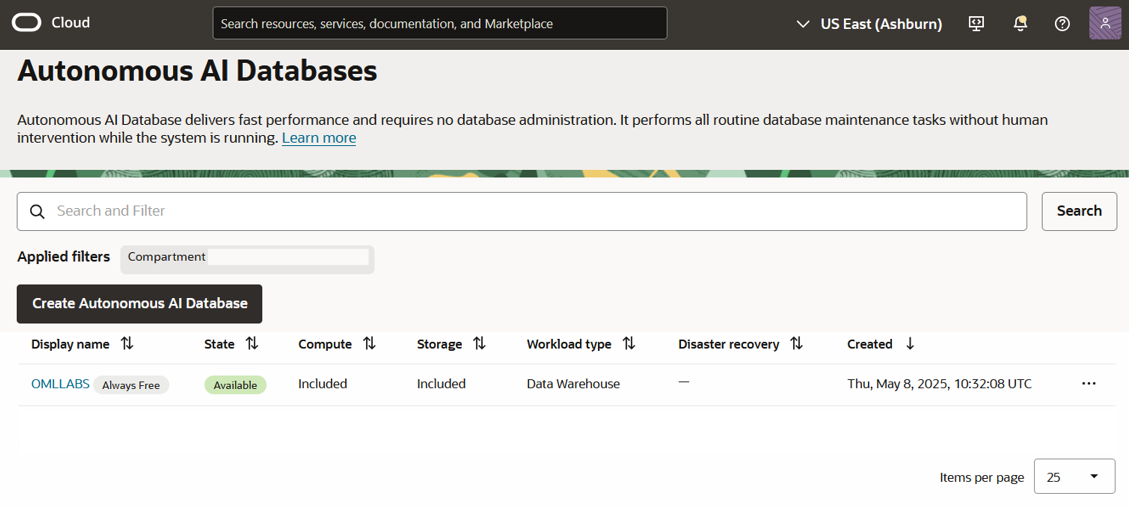 Cloud
Search resources, services, documentation, and Marketplace
US East (Ashburn)
Autonomous AI Databases
Autonomous AI Database delivers fast performance and requires no database administration. It performs all routine database maintenance tasks without human
intervention while the system is running. Learn more
Search and Filter
Search
Applied filters Compartment
Create Autonomous AI Database
Display name State Compute Storage Workload type Disaster recovery Created
OMLLABS Always Free Available Included Included Data Warehouse — Thu, May 8, 2025, 10:32:08 UTC
Items per page 25